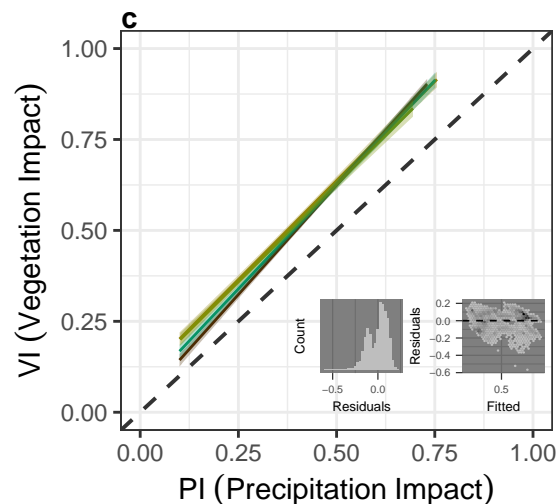 c
1.00
0.75
0.50
0.25
0.00
VI (Vegetation Impact)
Count
−0.5
0.0
Residuals
Residuals
0.2
0.0
−0.2
−0.4
−0.6
0.5
Fitted
0.00
0.25
0.50
0.75
1.00
PI (Precipitation Impact)